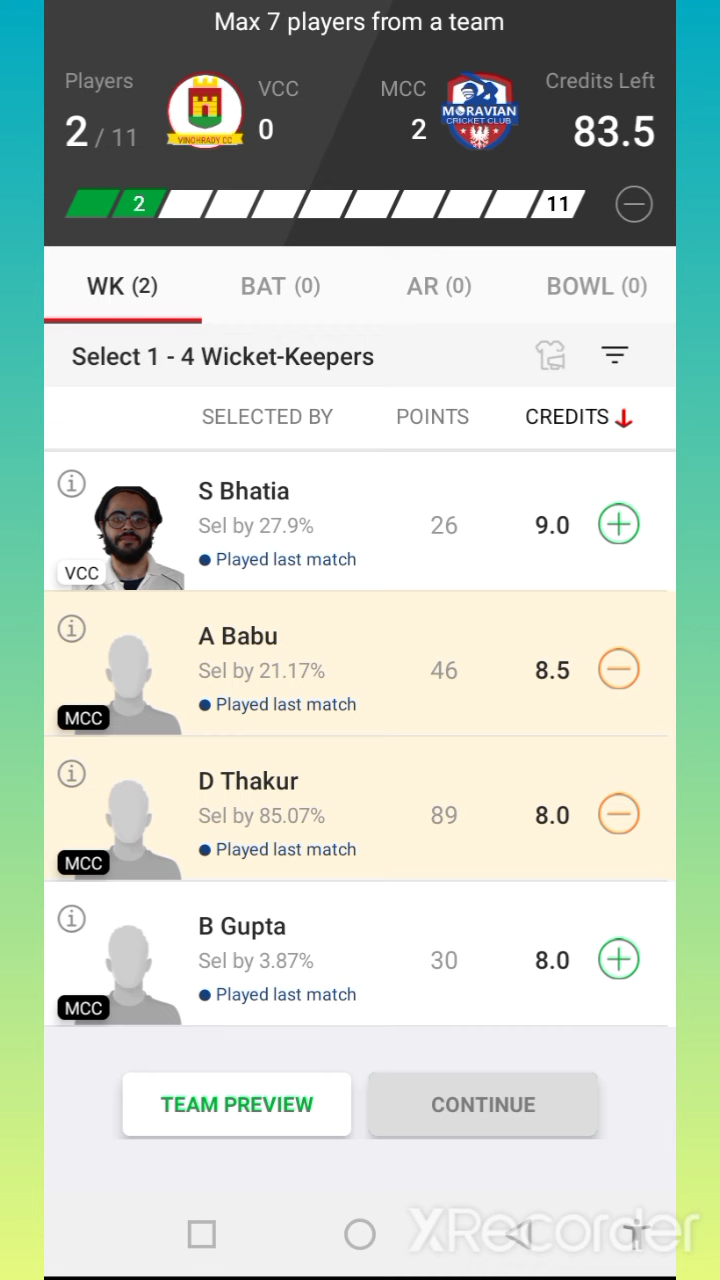 Max 7 players from a team
Players VCC MCC Credits Left
2 / 11 0 2 83.5
VINOHRADY CC
MORAVIAN
CRICKET CLUB
2 11
WK (2) BAT (0) AR (0) BOWL (0)
Select 1 - 4 Wicket-Keepers
SELECTED BY POINTS CREDITS
S Bhatia
Sel by 27.9% 26 9.0
Played last match
VCC
A Babu
Sel by 21.17% 46 8.5
Played last match
MCC
D Thakur
Sel by 85.07% 89 8.0
Played last match
MCC
B Gupta
Sel by 3.87% 30 8.0
Played last match
MCC
TEAM PREVIEW CONTINUE
XRecorder